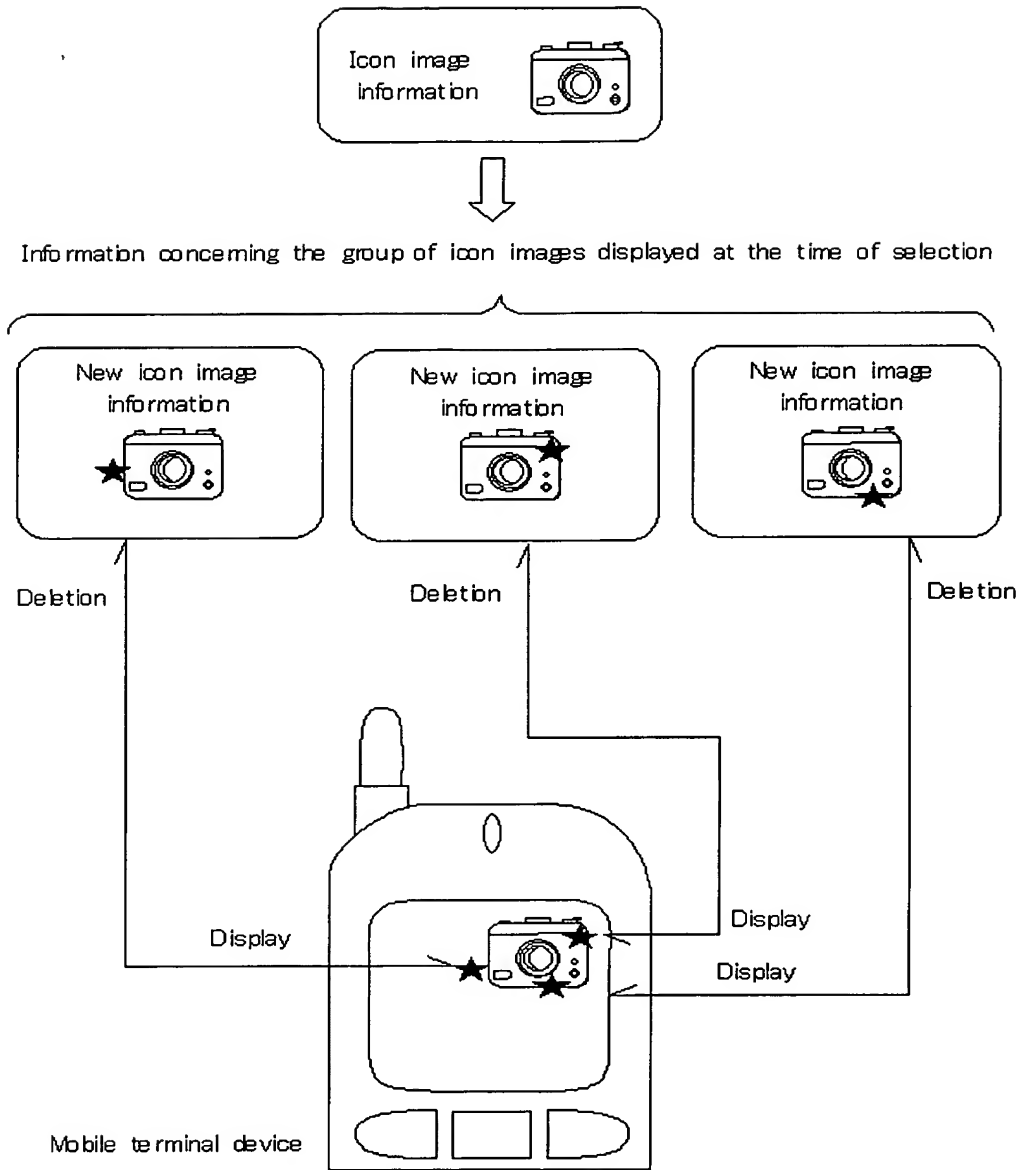 Icon image
information
Information concerning the group of icon images displayed at the time of selection
New icon image
information
New icon image
information
New icon image
information
Deletion
Deletion
Deletion
Display
Display
Display
Mobile terminal device